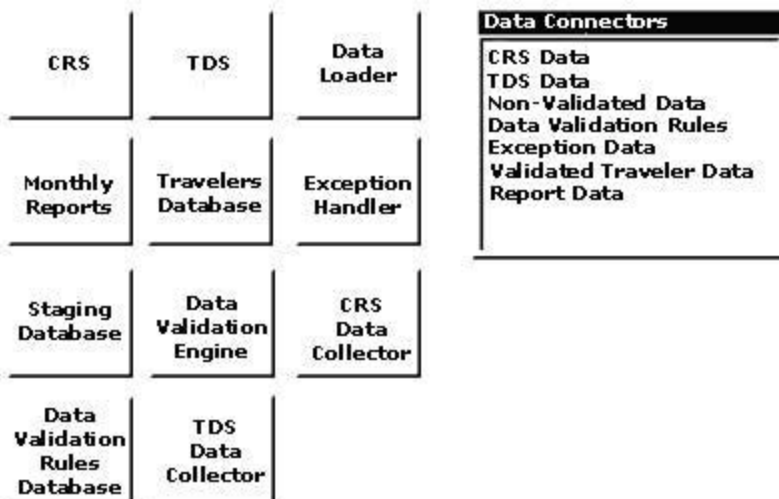 CRS
TDS
Data
Loader
Monthly
Reports
Travelers
Database
Exception
Handler
Staging
Database
Data
Validation
Engine
CRS
Data
Collector
Data
Validation
Rules
Database
TDS
Data
Collector
Data Connectors
CRS Data
TDS Data
Non-Validated Data
Data Validation Rules
Exception Data
Validated Traveler Data
Report Data